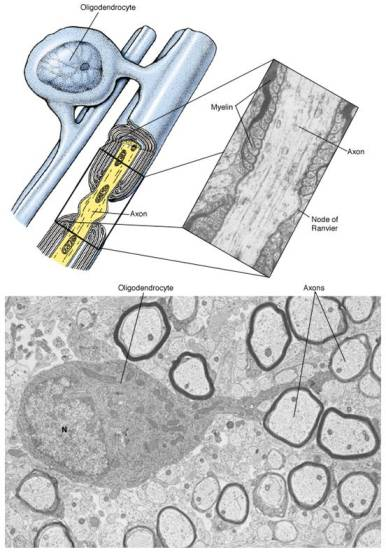 Oligodendrocyte
Myelin
Axon
Axon
Node of
Ranvier
Oligodendrocyte
Axons
N